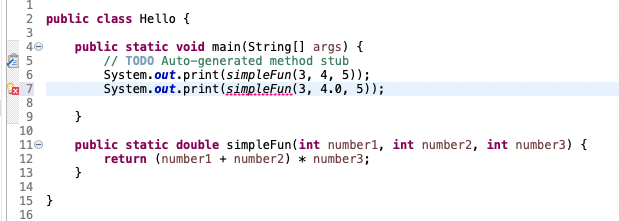 1
2 public class Hello {
3
4 public static void main(String[] args) {
5 // TODO Auto-generated method stub
6 System.out.print(simpleFun(3, 4, 5));
7 System.out.print(simpleFun(3, 4.0, 5));
8
9 }
10
11 public static double simpleFun(int number1, int number2, int number3) {
12 return (number1 + number2) * number3;
13 }
14
15 }
16